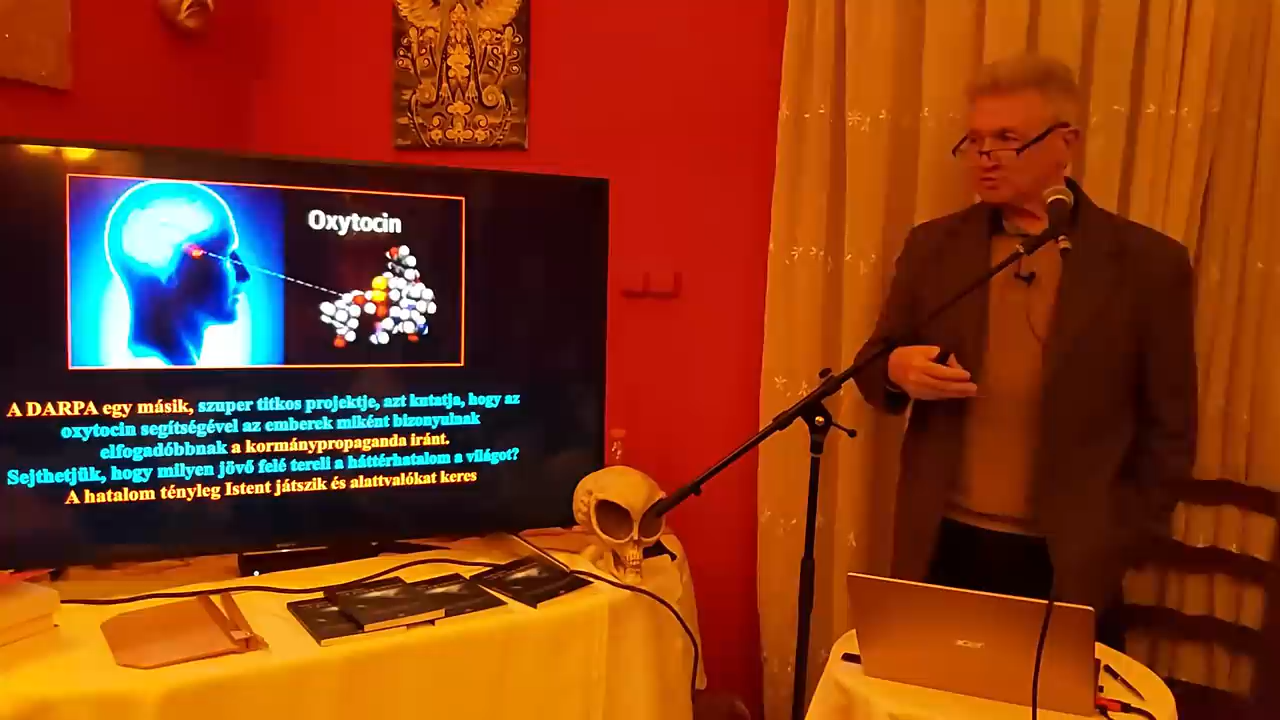 Oxytocin
A DARPA egy másik, szuper titkos projektje, azt kutatja, hogy az
oxytocin segítségével az emberek miként bizonyulnak
elfogadóbbnak a kormánypropaganda iránt.
Sejthetjük, hogy milyen jövő felé tereli a háttérhatalom a világot?
A hatalom tényleg Istent játszik és alattvalókat keres
acer